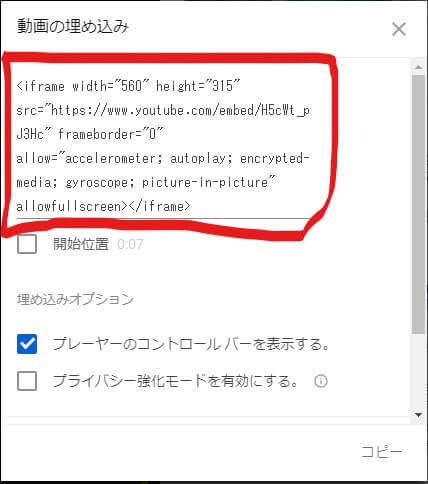 動画の埋め込み
<iframe width="560" height="315"
src="https://www.youtube.com/embed/H5cWt_p
J3Hc" frameborder="0"
allow="accelerometer; autoplay; encrypted-
media; gyroscope; picture-in-picture"
allowfullscreen></iframe>
開始位置 0:07
埋め込みオプション
プレーヤーのコントロール バーを表示する。
プライバシー強化モードを有効にする。
コピー